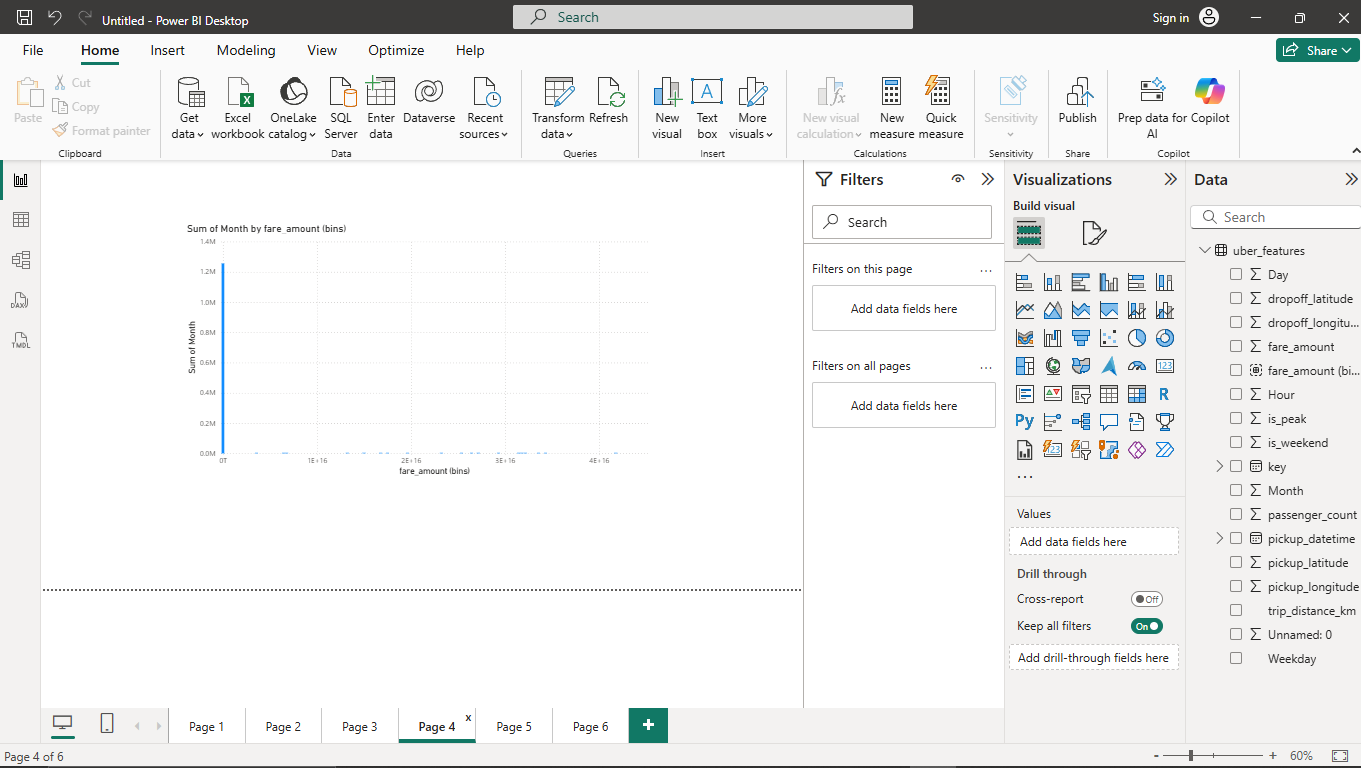 Untitled - Power BI Desktop
Search
Sign in
File
Home
Insert
Modeling
View
Optimize
Help
Share
Paste
Cut
Copy
Format painter
Clipboard
Get data
Excel workbook
OneLake catalog
SQL Server
Enter data
Dataverse
Recent sources
Data
Transform data
Refresh
Queries
New visual
Text box
More visuals
Insert
New visual calculation
New measure
Quick measure
Calculations
Sensitivity
Sensitivity
Publish
Share
Prep data for AI
Copilot
Copilot
DAX
TMDL
Sum of Month by fare_amount (bins)
1.4M
1.2M
1.0M
0.8M
0.6M
0.4M
0.2M
0.0M
Sum of Month
0T
1E+16
2E+16
3E+16
4E+16
fare_amount (bins)
Filters
Search
Filters on this page
...
Add data fields here
Filters on all pages
...
Add data fields here
Visualizations
Build visual
123
R
Py
123
...
Values
Add data fields here
Drill through
Cross-report
Off
Keep all filters
On
Add drill-through fields here
Data
Search
uber_features
Day
dropoff_latitude
dropoff_longitu...
fare_amount
fare_amount (bi...
Hour
is_peak
is_weekend
key
Month
passenger_count
pickup_datetime
pickup_latitude
pickup_longitude
trip_distance_km
Unnamed: 0
Weekday
Page 1
Page 2
Page 3
Page 4
x
Page 5
Page 6
+
Page 4 of 6
-
+
60%